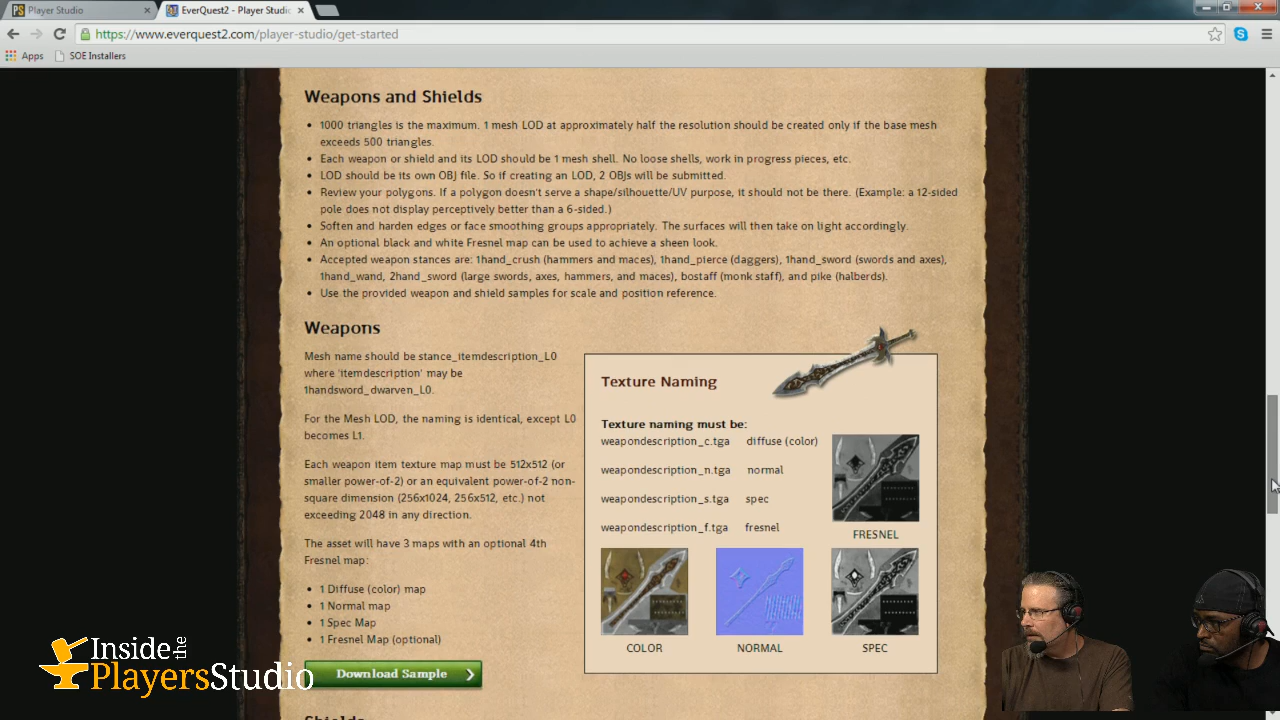 Player Studio
EverQuest2 - Player Studio
https://www.everquest2.com/player-studio/get-started
Apps
SOE Installers
Weapons and Shields
1000 triangles is the maximum. 1 mesh LOD at approximately half the resolution should be created only if the base mesh
exceeds 500 triangles.
Each weapon or shield and its LOD should be 1 mesh shell. No loose shells, work in progress pieces, etc.
LOD should be its own OBJ file. So if creating an LOD, 2 OBJs will be submitted.
Review your polygons. If a polygon doesn't serve a shape/silhouette/UV purpose, it should not be there. (Example: a 12-sided
pole does not display perceptively better than a 6-sided.)
Soften and harden edges or face smoothing groups appropriately. The surfaces will then take on light accordingly.
An optional black and white Fresnel map can be used to achieve a sheen look.
Accepted weapon stances are: 1hand_crush (hammers and maces), 1hand_pierce (daggers), 1hand_sword (swords and axes),
1hand_wand, 2hand_sword (large swords, axes, hammers, and maces), bostaff (monk staff), and pike (halberds).
Use the provided weapon and shield samples for scale and position reference.
Weapons
Mesh name should be stance_itemdescription_L0
where 'itemdescription' may be
1handsword_dwarven_L0.
For the Mesh LOD, the naming is identical, except L0
becomes L1.
Each weapon item texture map must be 512x512 (or
smaller power-of-2) or an equivalent power-of-2 non-
square dimension (256x1024, 256x512, etc.) not
exceeding 2048 in any direction.
The asset will have 3 maps with an optional 4th
Fresnel map:
1 Diffuse (color) map
1 Normal map
1 Spec Map
1 Fresnel Map (optional)
Download Sample
Texture Naming
Texture naming must be:
weapondescription_c.tga diffuse (color)
weapondescription_n.tga normal
weapondescription_s.tga spec
weapondescription_f.tga fresnel
FRESNEL
COLOR
NORMAL
SPEC
Shields
Inside the
PlayersStudio